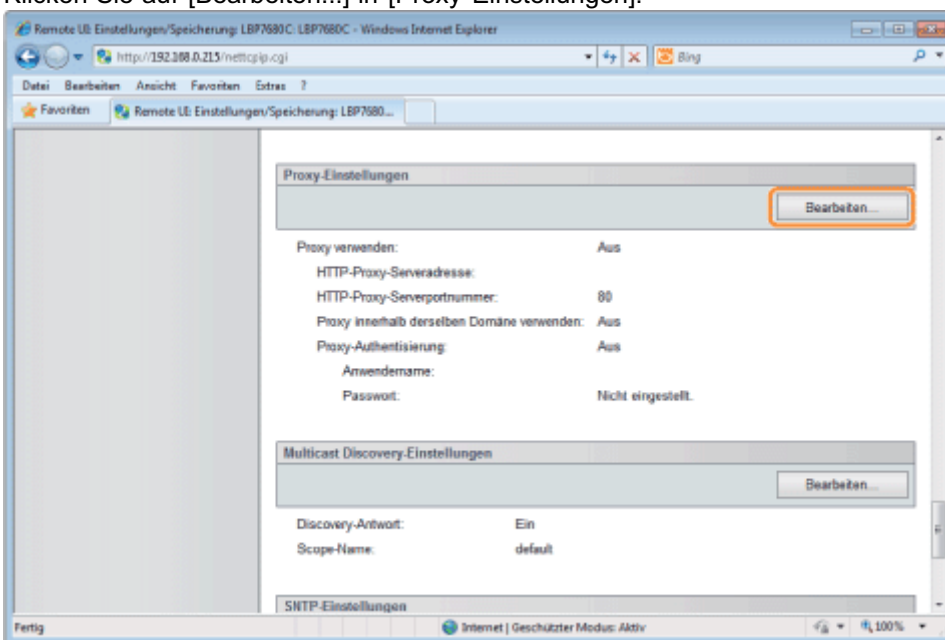 Klicken Sie auf [Bearbeiten...] in [Proxy-Einstellungen].
Remote UI: Einstellungen/Speicherung: LBP7680C: LBP7680C - Windows Internet Explorer
http://192.168.0.215/nettcpip.cgi
Bing
Datei Bearbeiten Ansicht Favoriten Extras ?
Favoriten Remote UI: Einstellungen/Speicherung: LBP7680...
Proxy-Einstellungen
Bearbeiten...
Proxy verwenden: Aus
HTTP-Proxy-Serveradresse:
HTTP-Proxy-Serverportnummer: 80
Proxy innerhalb derselben Domäne verwenden: Aus
Proxy-Authentisierung: Aus
Anwendername:
Passwort: Nicht eingestellt.
Multicast Discovery-Einstellungen
Bearbeiten...
Discovery-Antwort: Ein
Scope-Name: default
SNTP-Einstellungen
Fertig Internet | Geschützter Modus: Aktiv 100%